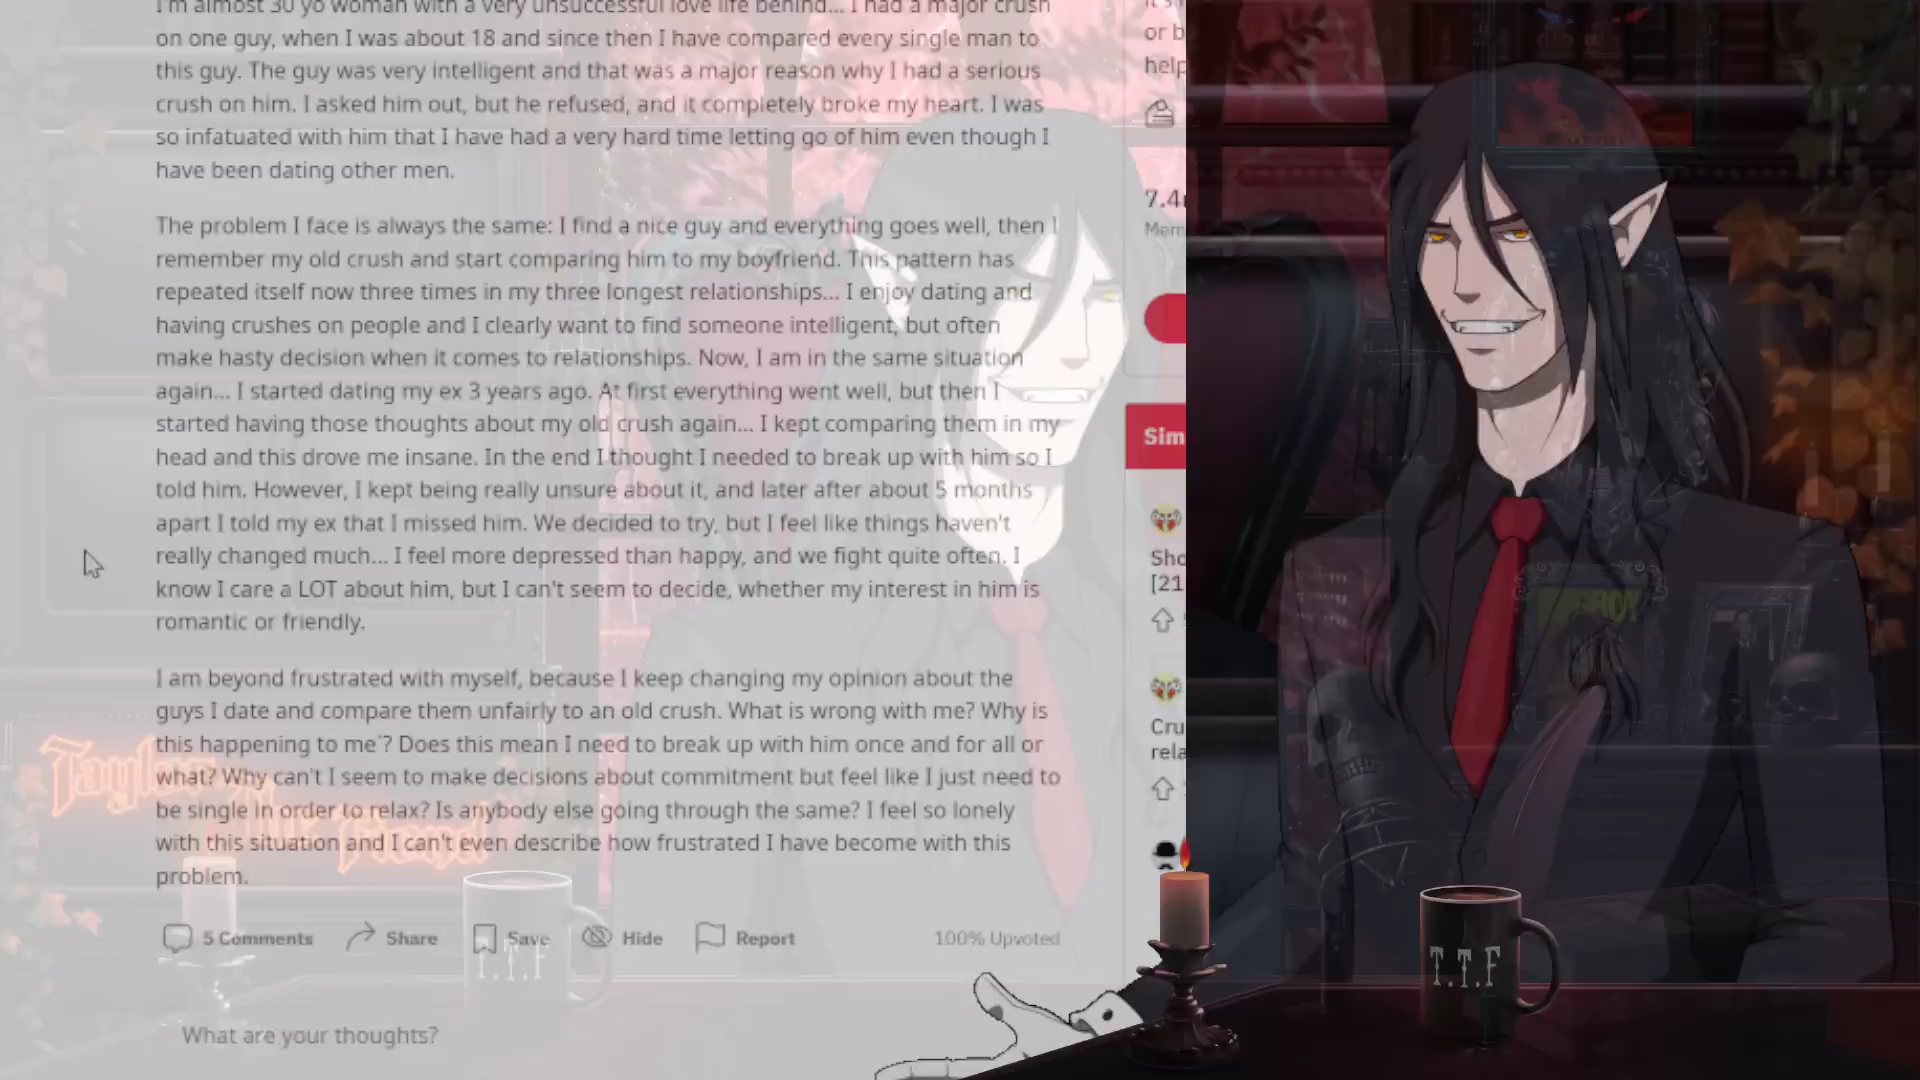 I'm almost 30 yo woman with a very unsuccessful love life behind... I had a major crush
on one guy, when I was about 18 and since then I have compared every single man to
this guy. The guy was very intelligent and that was a major reason why I had a serious
crush on him. I asked him out, but he refused, and it completely broke my heart. I was
so infatuated with him that I have had a very hard time letting go of him even though I
have been dating other men.
The problem I face is always the same: I find a nice guy and everything goes well, then I
remember my old crush and start comparing him to my boyfriend. This pattern has
repeated itself now three times in my three longest relationships... I enjoy dating and
having crushes on people and I clearly want to find someone intelligent, but often
make hasty decision when it comes to relationships. Now, I am in the same situation
again... I started dating my ex 3 years ago. At first everything went well, but then I
started having those thoughts about my old crush again... I kept comparing them in my
head and this drove me insane. In the end I thought I needed to break up with him so I
told him. However, I kept being really unsure about it, and later after about 5 months
apart I told my ex that I missed him. We decided to try, but I feel like things haven't
really changed much... I feel more depressed than happy, and we fight quite often. I
know I care a LOT about him, but I can't seem to decide, whether my interest in him is
romantic or friendly.
I am beyond frustrated with myself, because I keep changing my opinion about the
guys I date and compare them unfairly to an old crush. What is wrong with me? Why is
this happening to me´? Does this mean I need to break up with him once and for all or
what? Why can't I seem to make decisions about commitment but feel like I just need to
be single in order to relax? Is anybody else going through the same? I feel so lonely
with this situation and I can't even describe how frustrated I have become with this
problem.
5 Comments Share Save Hide Report 100% Upvoted
What are your thoughts?
or b
help
7.4
Mem
Sim
Sho
[21
Cru
rela
Taylor
The Fiend
T.T.F
T.T.F